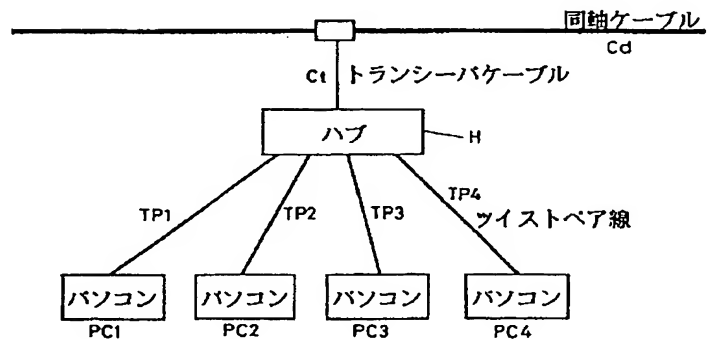 同軸ケーブル
Cd
Ct トランシーバケーブル
ハブ H
TP1 TP2 TP3 TP4 ツイストペア線
パソコン パソコン パソコン パソコン
PC1 PC2 PC3 PC4